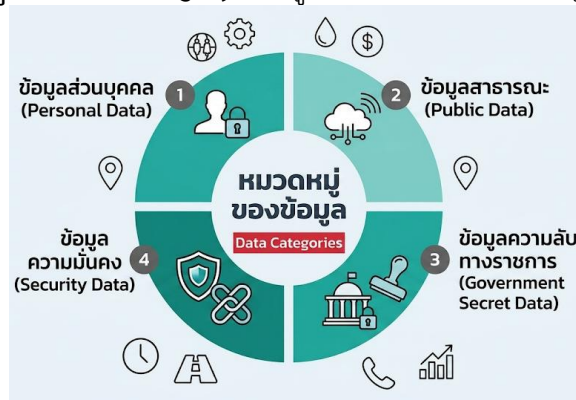 ข้อมูลส่วนบุคคล
(Personal Data)
1
2
ข้อมูลสาธารณะ
(Public Data)
$
หมวดหมู่
ของข้อมูล
Data Categories
3
ข้อมูลความลับ
ทางราชการ
(Government
Secret Data)
ข้อมูล
ความมั่นคง
(Security Data)
4